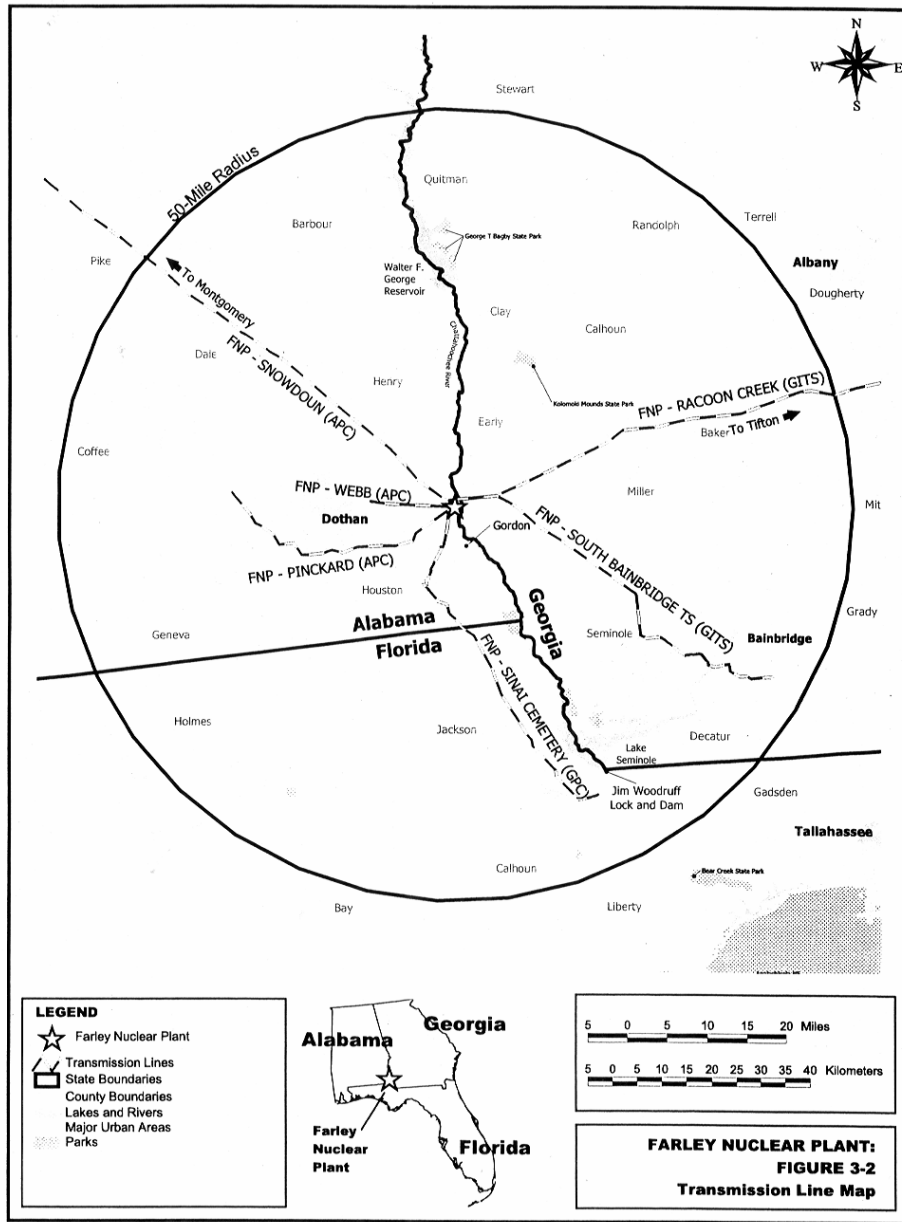 N
W
E
S
Stewart
50-Mile Radius
Quitman
Barbour
Randolph
Terrell
George T Bagby State Park
Pike
To Montgomery
Walter F.
George
Reservoir
Albany
Dougherty
Clay
Chattahoochee River
Calhoun
Dale
FNP - SNOWDOUN (APC)
Henry
Kolomoki Mounds State Park
FNP - RACOON CREEK (GITS)
Early
Baker
To Tifton
Coffee
FNP - WEBB (APC)
Miller
Dothan
Mit
Gordon
FNP - SOUTH BAINBRIDGE TS (GITS)
FNP - PINCKARD (APC)
Houston
Georgia
Alabama
Grady
Geneva
Florida
Seminole
Bainbridge
FNP - SINAI CEMETERY (GPC)
Holmes
Jackson
Decatur
Lake
Seminole
Jim Woodruff
Lock and Dam
Gadsden
Tallahassee
Calhoun
Bear Creek State Park
Bay
Liberty
LEGEND
Farley Nuclear Plant
Transmission Lines
State Boundaries
County Boundaries
Lakes and Rivers
Major Urban Areas
Parks
Alabama
Georgia
Farley
Nuclear
Plant
Florida
5 0 5 10 15 20 Miles
5 0 5 10 15 20 25 30 35 40 Kilometers
FARLEY NUCLEAR PLANT:
FIGURE 3-2
Transmission Line Map